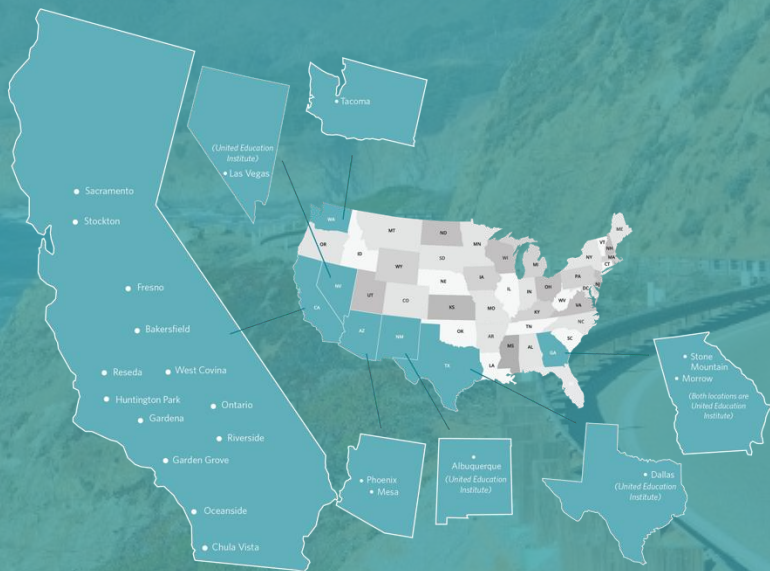 Tacoma
(United Education
Institute)
Las Vegas
Sacramento
Stockton
Fresno
Bakersfield
Reseda
West Covina
Huntington Park
Gardena
Ontario
Riverside
Garden Grove
Oceanside
Chula Vista
WA
OR
CA
NV
ID
MT
WY
UT
AZ
CO
NM
ND
SD
NE
KS
OK
TX
MN
IA
MO
AR
LA
WI
IL
MI
IN
OH
KY
TN
MS
AL
GA
SC
NC
VA
WV
PA
NY
VT
NH
MA
CT
ME
DC
Phoenix
Mesa
Albuquerque
(United Education
Institute)
Dallas
(United Education
Institute)
Stone
Mountain
Morrow
(Both locations are
United Education
Institute)